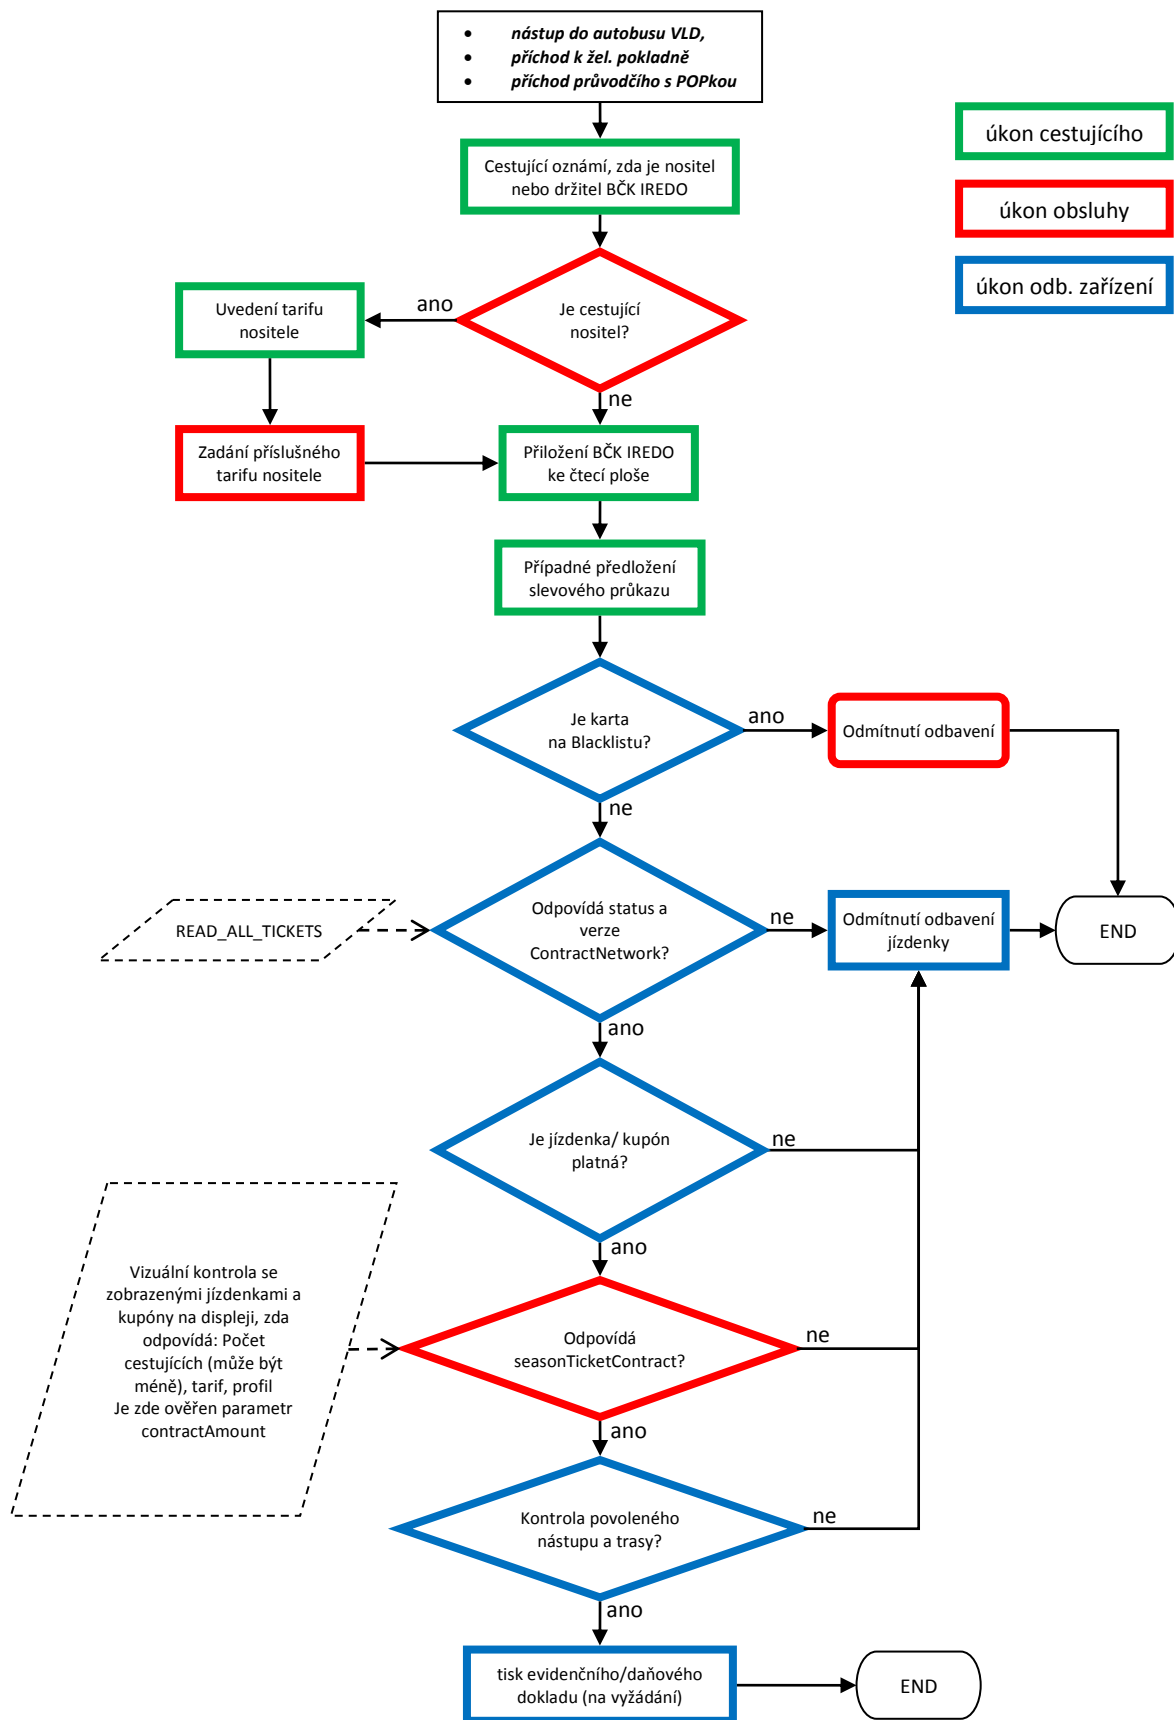 • nástup do autobusu VLD,
• příchod k žel. pokladně
• příchod průvodčího s POPkou
úkon cestujícího
úkon obsluhy
úkon odb. zařízení
Cestující oznámí, zda je nositel
nebo držitel BČK IREDO
Je cestující
nositel?
ano
ne
Uvedení tarifu
nositele
Zadání příslušného
tarifu nositele
Přiložení BČK IREDO
ke čtecí ploše
Případné předložení
slevového průkazu
Je karta
na Blacklistu?
ano
Odmítnutí odbavení
ne
READ_ALL_TICKETS
Odpovídá status a
verze
ContractNetwork?
ne
Odmítnutí odbavení
jízdenky
END
ano
Je jízdenka/ kupón
platná?
ne
ano
Vizuální kontrola se
zobrazenými jízdenkami a
kupóny na displeji, zda
odpovídá: Počet
cestujících (může být
méně), tarif, profil
Je zde ověřen parametr
contractAmount
Odpovídá
seasonTicketContract?
ne
ano
Kontrola povoleného
nástupu a trasy?
ne
ano
tisk evidenčního/daňového
dokladu (na vyžádání)
END